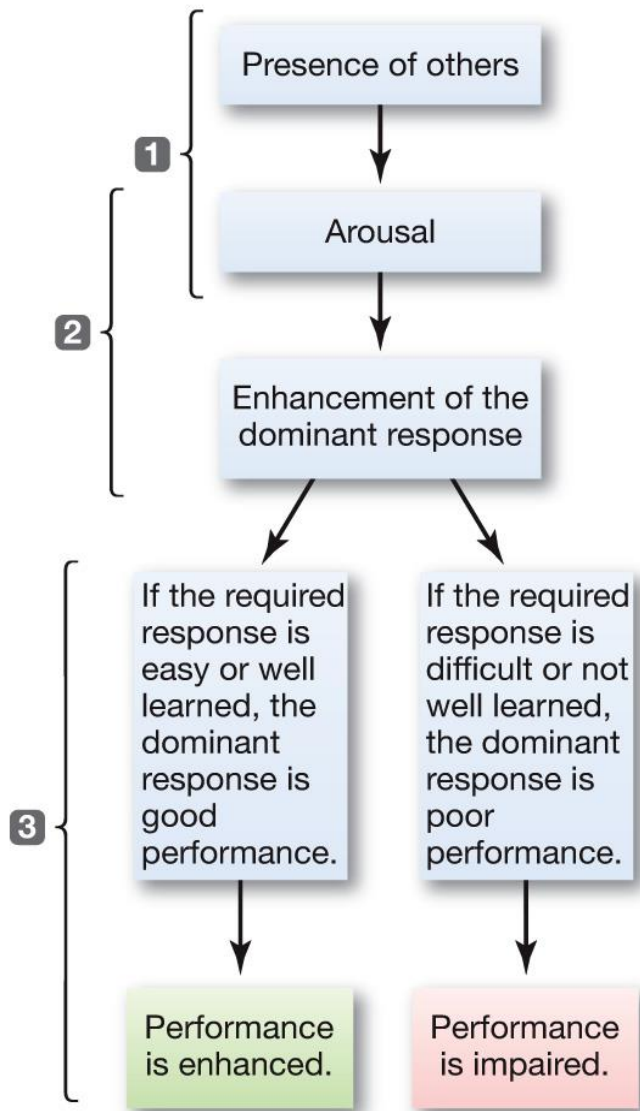 Presence of others
1
Arousal
2
Enhancement of the
dominant response
If the required
response is
easy or well
learned, the
dominant
response is
good
performance.
If the required
response is
difficult or not
well learned,
the dominant
response is
poor
performance.
3
Performance
is enhanced.
Performance
is impaired.